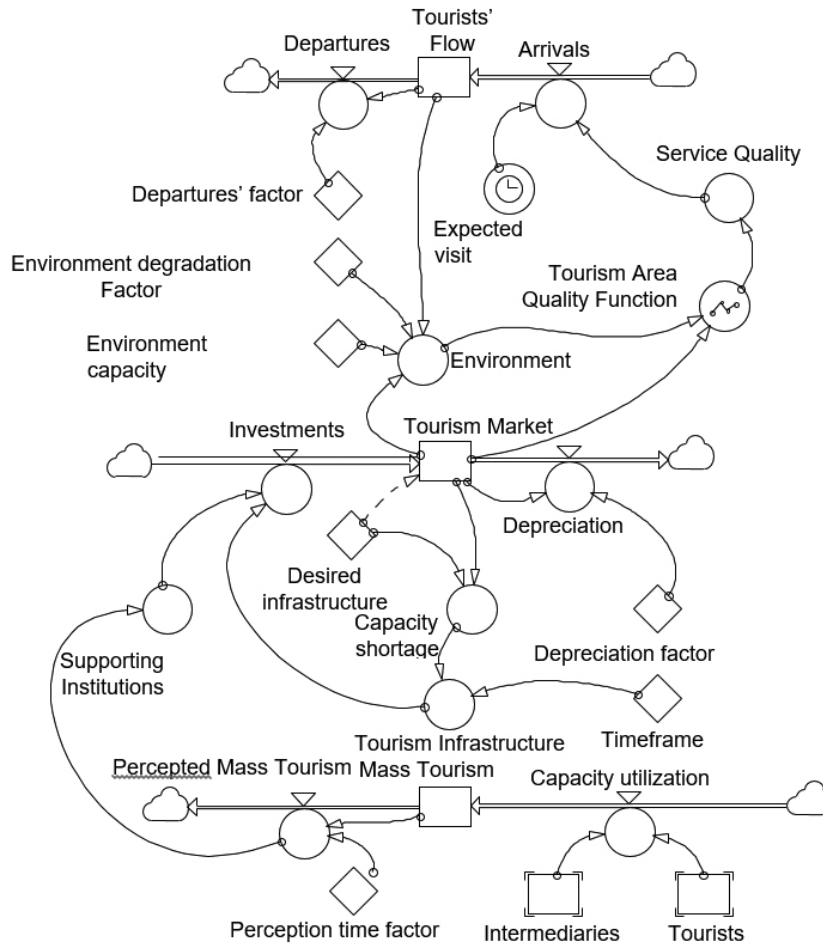 Tourists'
Flow
Departures
Arrivals
Service Quality
Departures' factor
Expected
visit
Environment degradation
Factor
Tourism Area
Quality Function
Environment
capacity
Environment
Investments
Tourism Market
Depreciation
Desired
infrastructure
Capacity
shortage
Supporting
Institutions
Depreciation factor
Tourism Infrastructure
Timeframe
Percepted Mass Tourism
Mass Tourism
Capacity utilization
Perception time factor
Intermediaries
Tourists